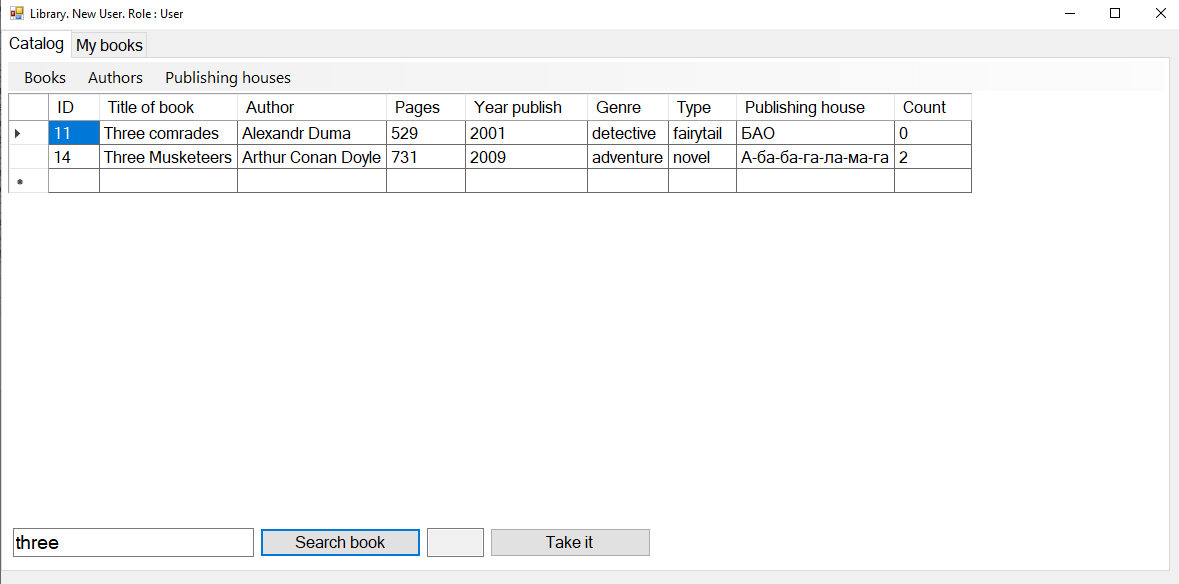 Library. New User. Role : User
Catalog My books
Books Authors Publishing houses
ID Title of book Author Pages Year publish Genre Type Publishing house Count
11 Three comrades Alexandr Duma 529 2001 detective fairytail БАО 0
14 Three Musketeers Arthur Conan Doyle 731 2009 adventure novel А-ба-ба-га-ла-ма-га 2
three Search book Take it